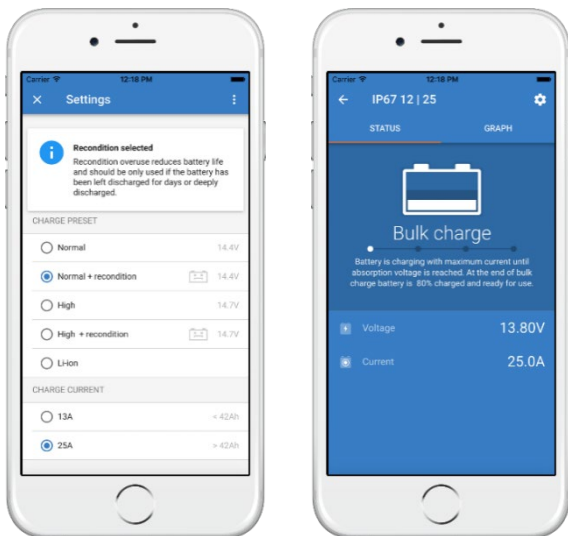 Carrier 12:18 PM
Settings
Recondition selected
Recondition overuse reduces battery life
and should be only used if the battery has
been left discharged for days or deeply
discharged.
CHARGE PRESET
Normal 14.4V
Normal + recondition 14.4V
High 14.7V
High + recondition 14.7V
Li-ion
CHARGE CURRENT
13A < 42Ah
25A > 42Ah
Carrier 12:18 PM
IP67 12 | 25
STATUS GRAPH
Bulk charge
Battery is charging with maximum current until
absorption voltage is reached. At the end of bulk
charge battery is 80% charged and ready for use.
Voltage 13.80V
Current 25.0A